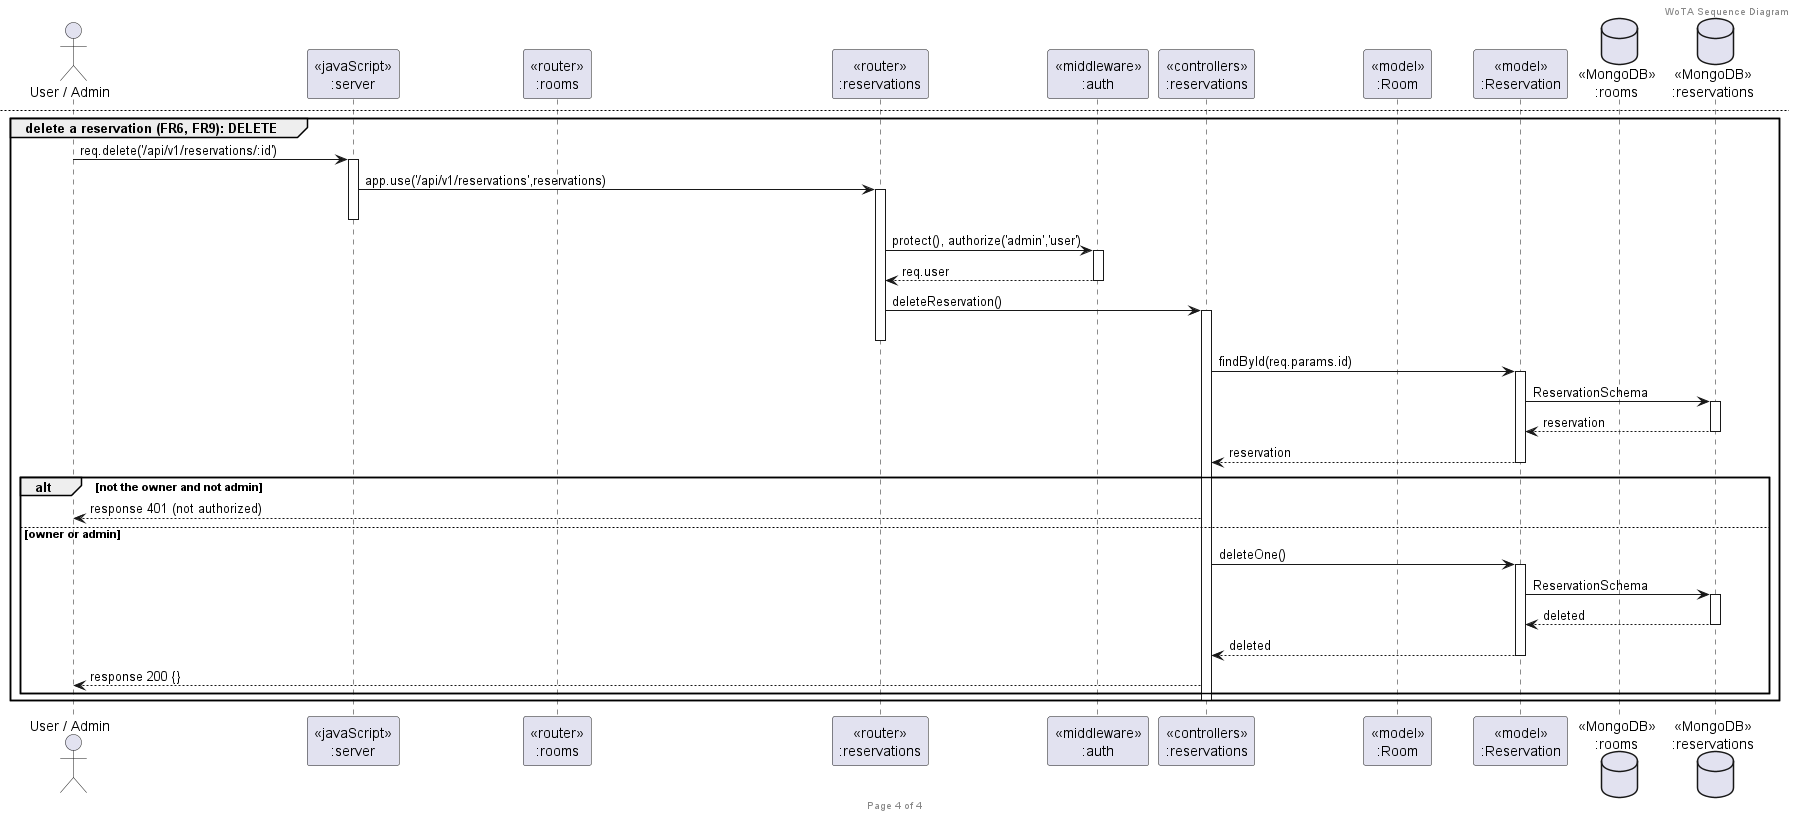 WoTA Sequence Diagram
User / Admin
«javaScript»
:server
«router»
:rooms
«router»
:reservations
«middleware»
:auth
«controllers»
:reservations
«model»
:Room
«model»
:Reservation
«MongoDB»
:rooms
«MongoDB»
:reservations
delete a reservation (FR6, FR9): DELETE
req.delete('/api/v1/reservations/:id')
app.use('/api/v1/reservations',reservations)
protect(), authorize('admin','user')
req.user
deleteReservation()
findById(req.params.id)
ReservationSchema
reservation
reservation
alt [not the owner and not admin]
response 401 (not authorized)
[owner or admin]
deleteOne()
ReservationSchema
deleted
deleted
response 200 {}
User / Admin
«javaScript»
:server
«router»
:rooms
«router»
:reservations
«middleware»
:auth
«controllers»
:reservations
«model»
:Room
«model»
:Reservation
«MongoDB»
:rooms
«MongoDB»
:reservations
Page 4 of 4